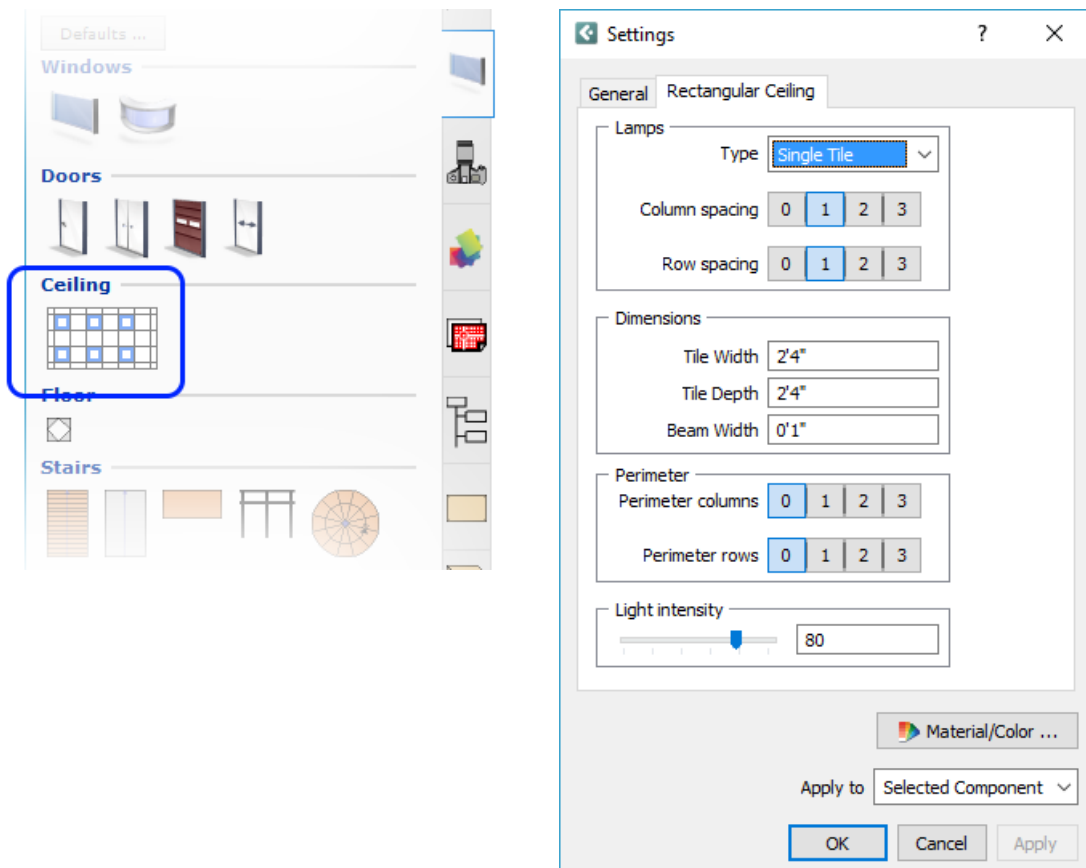 Defaults ...
Windows
Doors
Ceiling
Floor
Stairs
Settings ?
General Rectangular Ceiling
Lamps
Type Single Tile
Column spacing 0 1 2 3
Row spacing 0 1 2 3
Dimensions
Tile Width 2'4"
Tile Depth 2'4"
Beam Width 0'1"
Perimeter
Perimeter columns 0 1 2 3
Perimeter rows 0 1 2 3
Light intensity
80
Material/Color ...
Apply to Selected Component
OK Cancel Apply